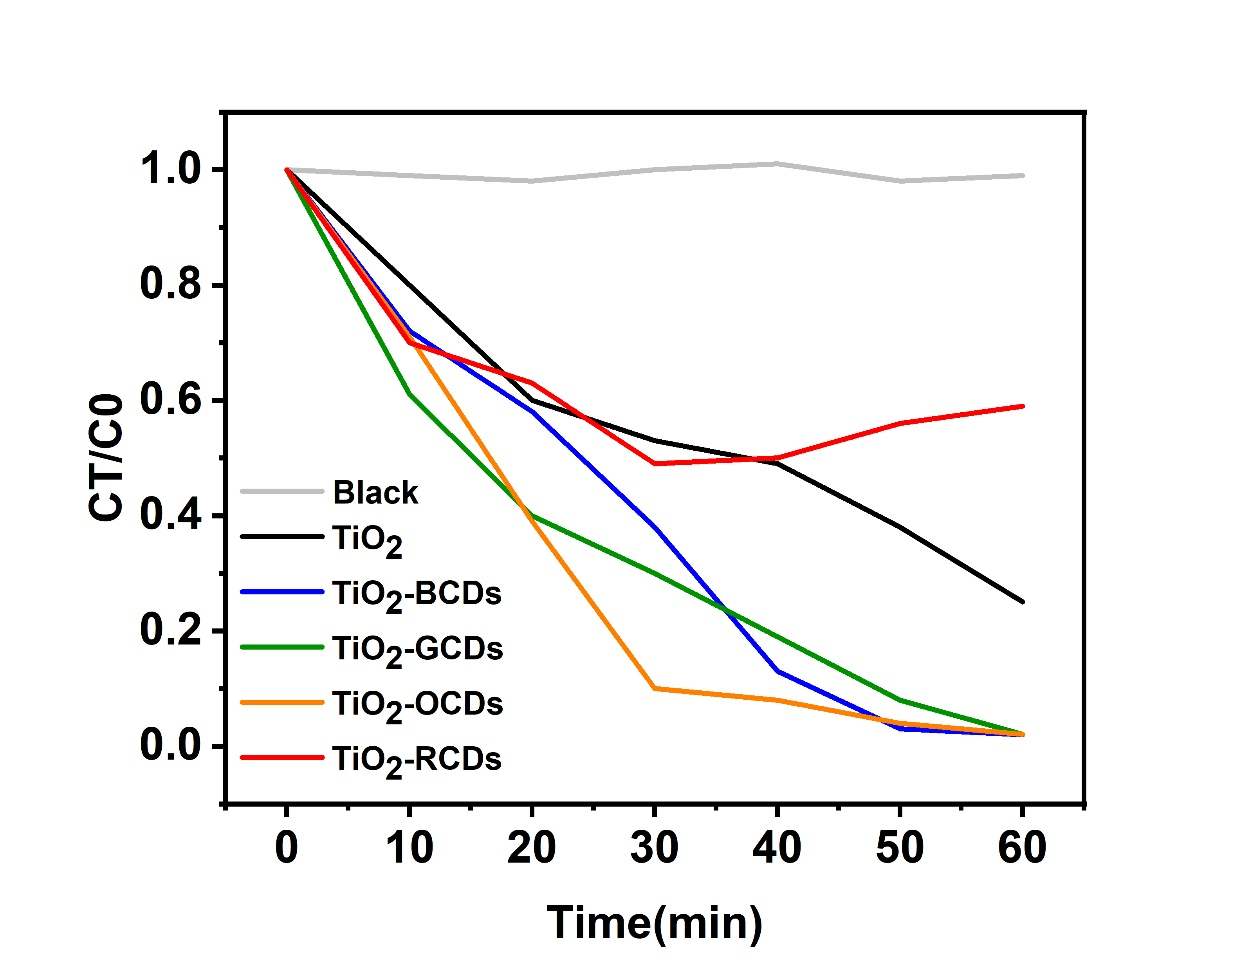 CT/C0
1.0
0.8
0.6
0.4
0.2
0.0
Black
TiO2
TiO2-BCDs
TiO2-GCDs
TiO2-OCDs
TiO2-RCDs
0 10 20 30 40 50 60
Time(min)